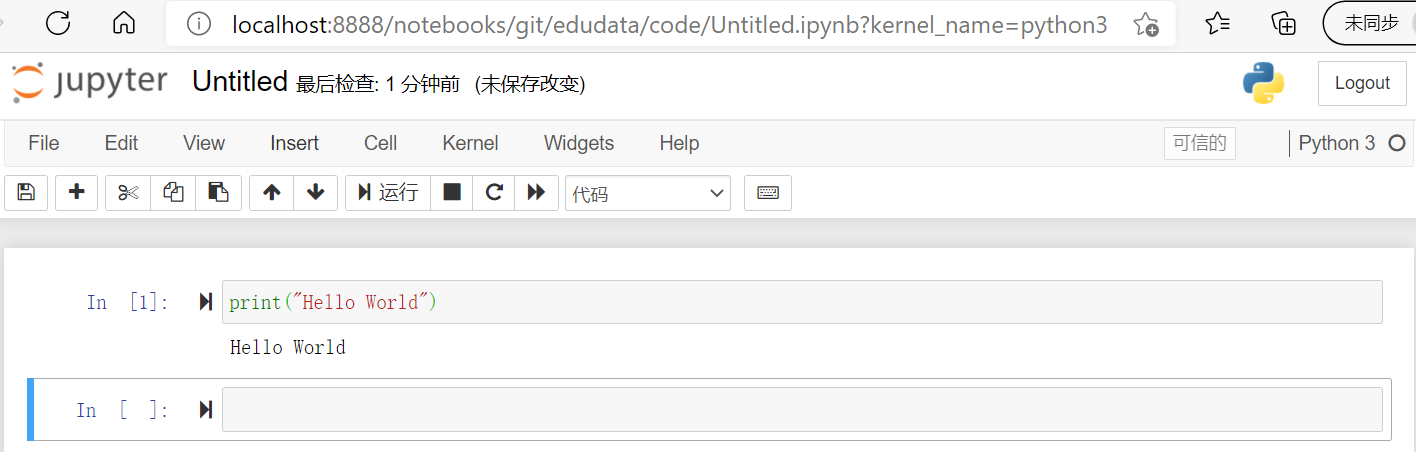 localhost:8888/notebooks/git/edudata/code/Untitled.ipynb?kernel_name=python3 未同步
jupyter Untitled 最后检查: 1 分钟前 (未保存改变) Logout
File Edit View Insert Cell Kernel Widgets Help 可信的 Python 3
运行 代码
In [1]: print("Hello World")
Hello World
In [ ]: